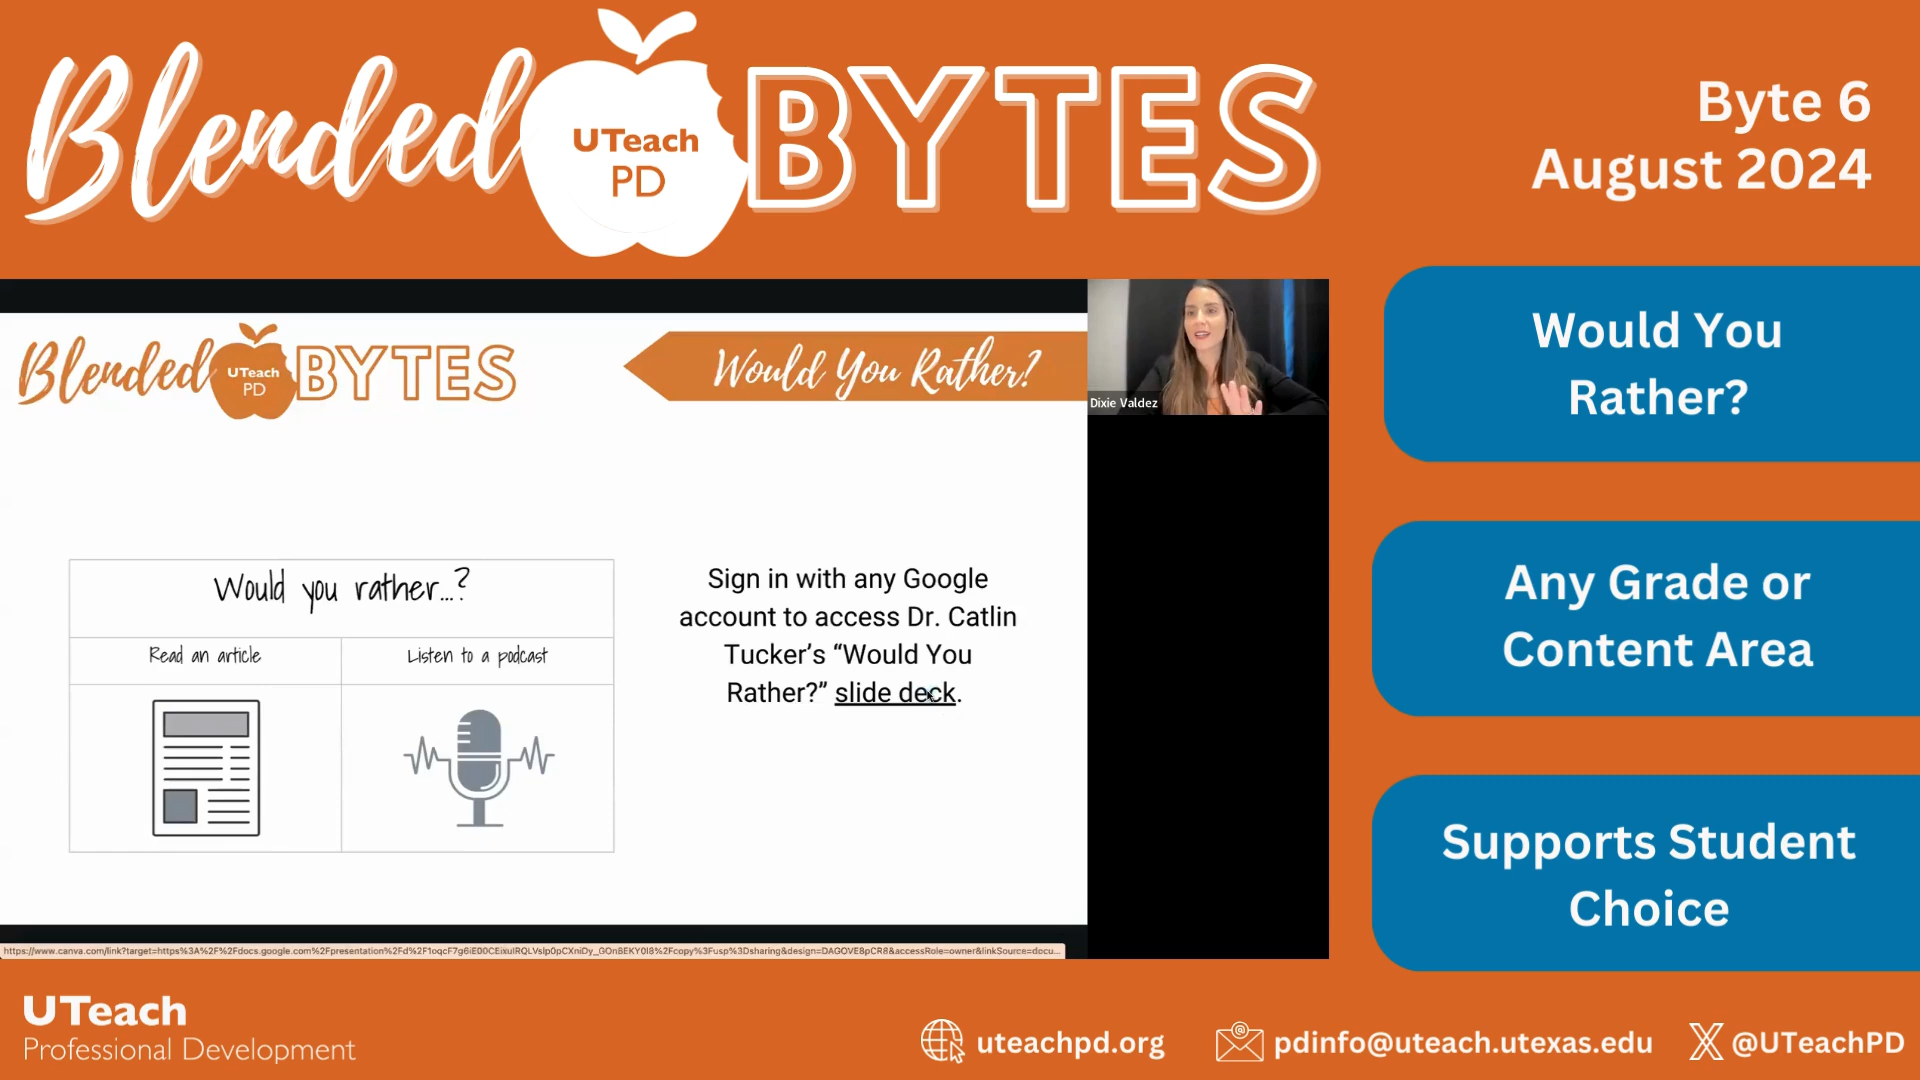 Blended UTeach PD BYTES
Byte 6
August 2024
Blended UTeach PD BYTES
Would You Rather?
Dixie Valdez
Would you rather...?
Read an article
Listen to a podcast
Sign in with any Google
account to access Dr. Catlin
Tucker's “Would You
Rather?” slide deck.
Would You
Rather?
Any Grade or
Content Area
Supports Student
Choice
UTeach
Professional Development
uteachpd.org
pdinfo@uteach.utexas.edu
@UTeachPD